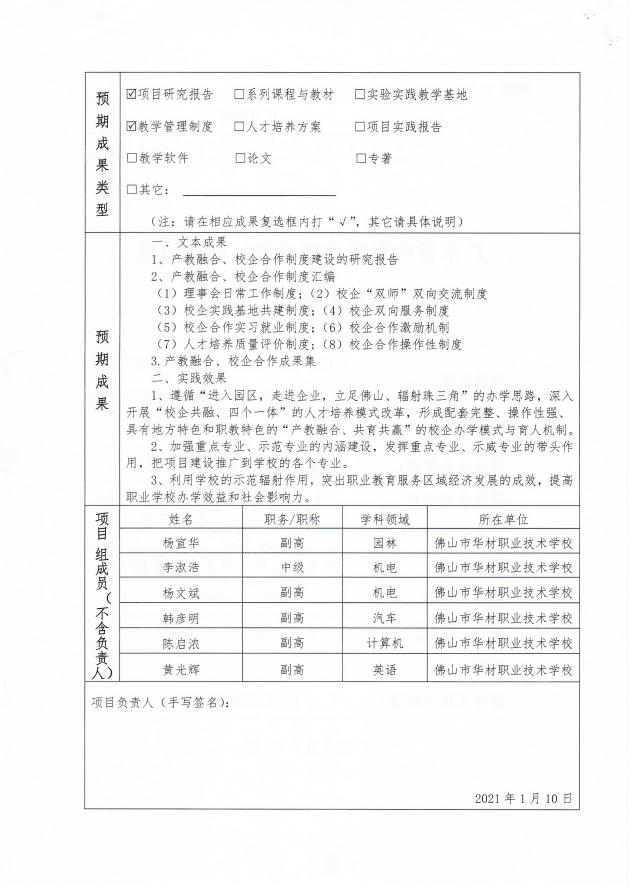 预期成果类型
☑项目研究报告 □系列课程与教材 □实验实践教学基地
☑教学管理制度 □人才培养方案 □项目实践报告
□教学软件 □论文 □专著
□其它：
（注：请在相应成果复选框内打“√”，其它请具体说明）
预期成果
一、文本成果
1、产教融合、校企合作制度建设的研究报告
2、产教融合、校企合作制度汇编
（1）理事会日常工作制度；（2）校企“双师”双向交流制度
（3）校企实践基地共建制度；（4）校企双向服务制度
（5）校企合作实习就业制度；（6）校企合作激励机制
（7）人才培养质量评价制度；（8）校企合作操作性制度
3.产教融合、校企合作成果集
二、实践效果
1、遵循“进入园区，走进企业，立足佛山、辐射珠三角”的办学思路，深入
开展“校企共融、四个一体”的人才培养模式改革，形成配套完整、操作性强、
具有地方特色和职教特色的“产教融合、共育共赢”的校企办学模式与育人机制。
2、加强重点专业、示范专业的内涵建设，发挥重点专业、示威专业的带头作
用，把项目建设推广到学校的各个专业。
3、利用学校的示范辐射作用，突出职业教育服务区域经济发展的成效，提高
职业学校办学效益和社会影响力。
项目组成员（不含负责人）
姓名 职务/职称 学科领域 所在单位
杨宣华 副高 园林 佛山市华材职业技术学校
李淑浩 中级 机电 佛山市华材职业技术学校
杨文斌 副高 机电 佛山市华材职业技术学校
韩彦明 副高 汽车 佛山市华材职业技术学校
陈启浓 副高 计算机 佛山市华材职业技术学校
黄光辉 副高 英语 佛山市华材职业技术学校
项目负责人（手写签名）：
2021 年 1 月 10 日